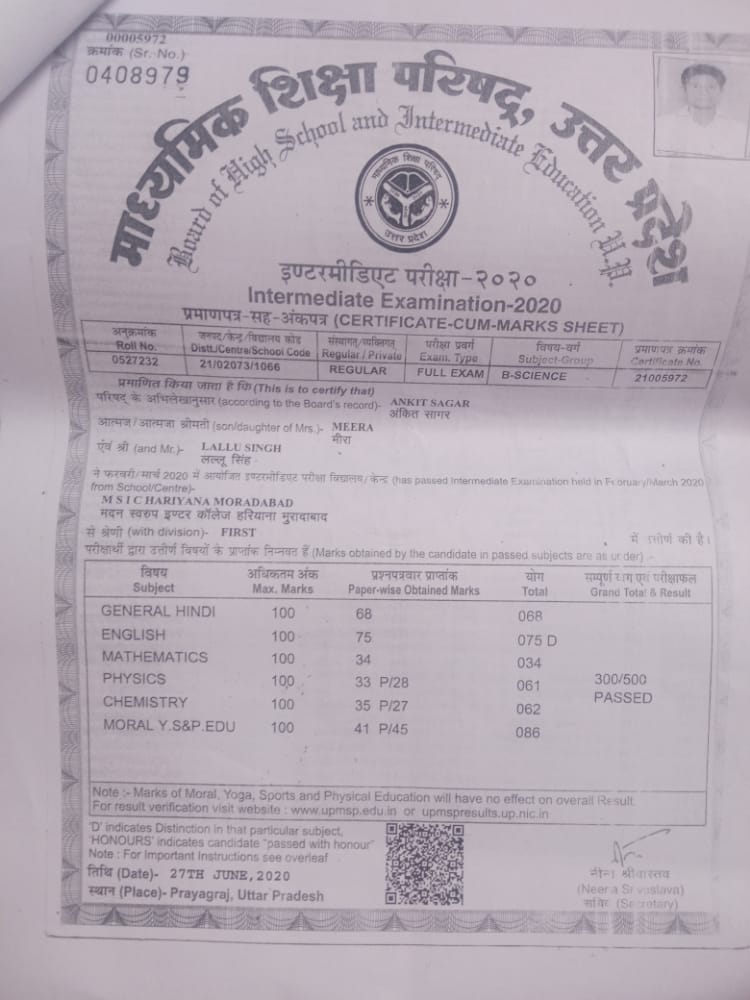 00005972
क्रमांक (Sr. No.)
0408979
माध्यमिक शिक्षा परिषद्, उत्तर प्रदेश
Board of High School and Intermediate Education U.P.
माध्यमिक शिक्षा परिषद
उत्तर प्रदेश
इण्टरमीडिएट परीक्षा-२०२०
Intermediate Examination-2020
प्रमाणपत्र-सह-अंकपत्र (CERTIFICATE-CUM-MARKS SHEET)
अनुक्रमांक जनपद/केन्द्र/विद्यालय कोड संस्थागत/व्यक्तिगत परीक्षा प्रवर्ग विषय-वर्ग प्रमाण पत्र क्रमांक
Roll No. Distt./Centre/School Code Regular / Private Exam. Type Subject-Group Certificate No.
0527232 21/02073/1066 REGULAR FULL EXAM B-SCIENCE 21005972
प्रमाणित किया जाता है कि (This is to certify that)
परिषद के अभिलेखानुसार (according to the Board's record)- ANKIT SAGAR
अंकित सागर
आत्मज/आत्मजा श्रीमती (son/daughter of Mrs.)- MEERA
मीरा
एंव श्री (and Mr.)- LALLU SINGH
लल्लू सिंह
ने फरवरी/मार्च 2020 में आयोजित इण्टरमीडिएट परीक्षा विद्यालय/केन्द्र (has passed Intermediate Examination held in February/March 2020
from School/Centre)-
M S I C HARIYANA MORADABAD
मदन स्वरुप इण्टर कॉलेज हरियाना मुरादाबाद
से श्रेणी (with division)- FIRST में उत्तीर्ण की है।
परीक्षार्थी द्वारा उत्तीर्ण विषयों के प्राप्तांक निम्नवत हैं (Marks obtained by the candidate in passed subjects are as under) :-
विषय अधिकतम अंक प्रश्नपत्रवार प्राप्तांक योग सम्पूर्ण योग एवं परीक्षाफल
Subject Max. Marks Paper-wise Obtained Marks Total Grand Total & Result
GENERAL HINDI 100 68 068
ENGLISH 100 75 075 D
MATHEMATICS 100 34 034
PHYSICS 100 33 P/28 061 300/500
CHEMISTRY 100 35 P/27 062 PASSED
MORAL Y.S&P.EDU 100 41 P/45 086
Note :- Marks of Moral, Yoga, Sports and Physical Education will have no effect on overall Result.
For result verification visit website : www.upmsp.edu.in or upmspresults.up.nic.in
'D' indicates Distinction in that particular subject,
'HONOURS' indicates candidate "passed with honour"
Note : For Important Instructions see overleaf
तिथि (Date)- 27TH JUNE, 2020
स्थान (Place)- Prayagraj, Uttar Pradesh
नीना श्रीवास्तव
(Neena Srivastava)
सचिव (Secretary)